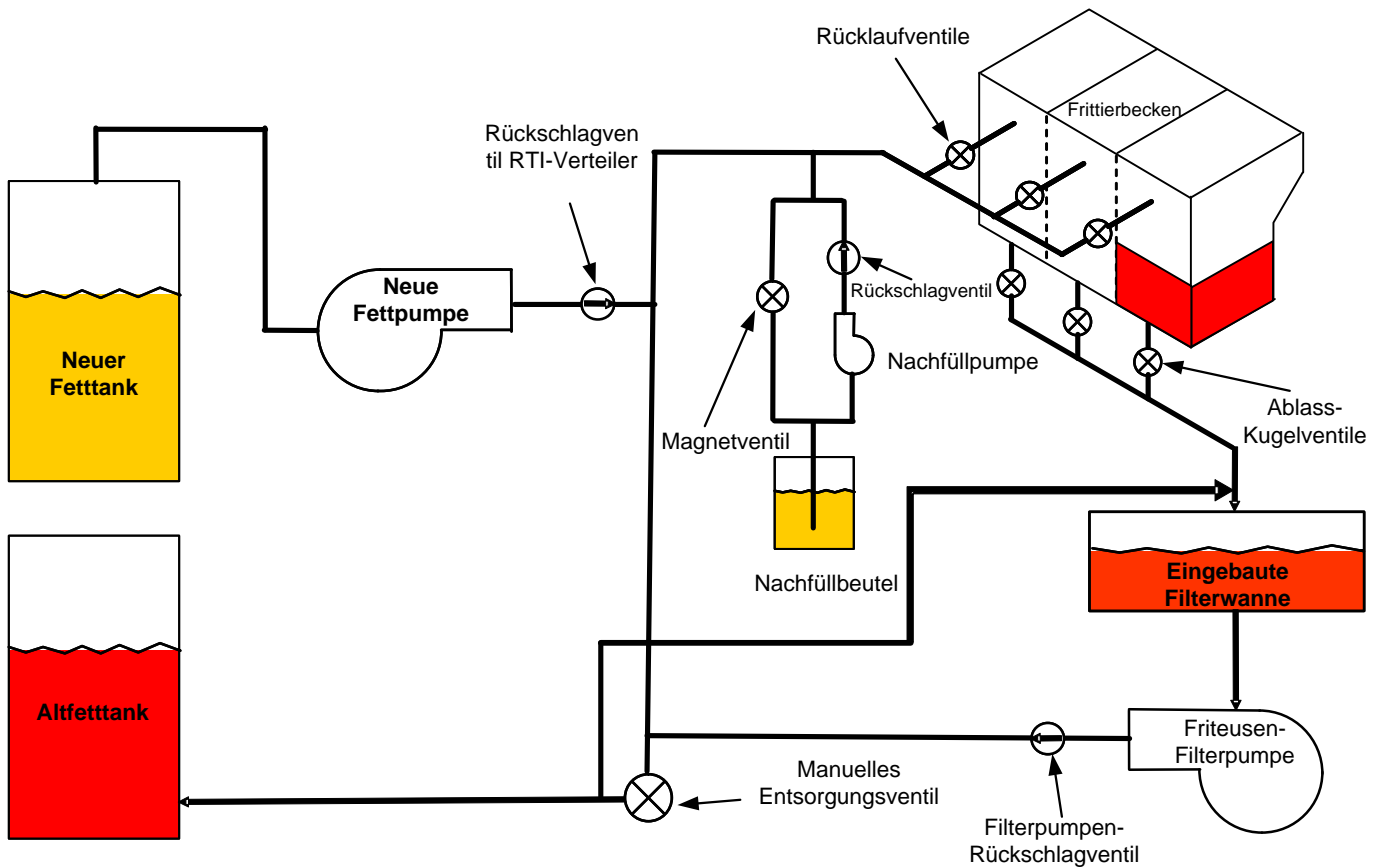 Rücklaufventile
Frittierbecken
Rückschlagven
til RTI-Verteiler
Neue
Fettpumpe
Rückschlagventil
Neuer
Fetttank
Nachfüllpumpe
Magnetventil
Ablass-
Kugelventile
Nachfüllbeutel
Eingebaute
Filterwanne
Altfetttank
Friteusen-
Filterpumpe
Manuelles
Entsorgungsventil
Filterpumpen-
Rückschlagventil